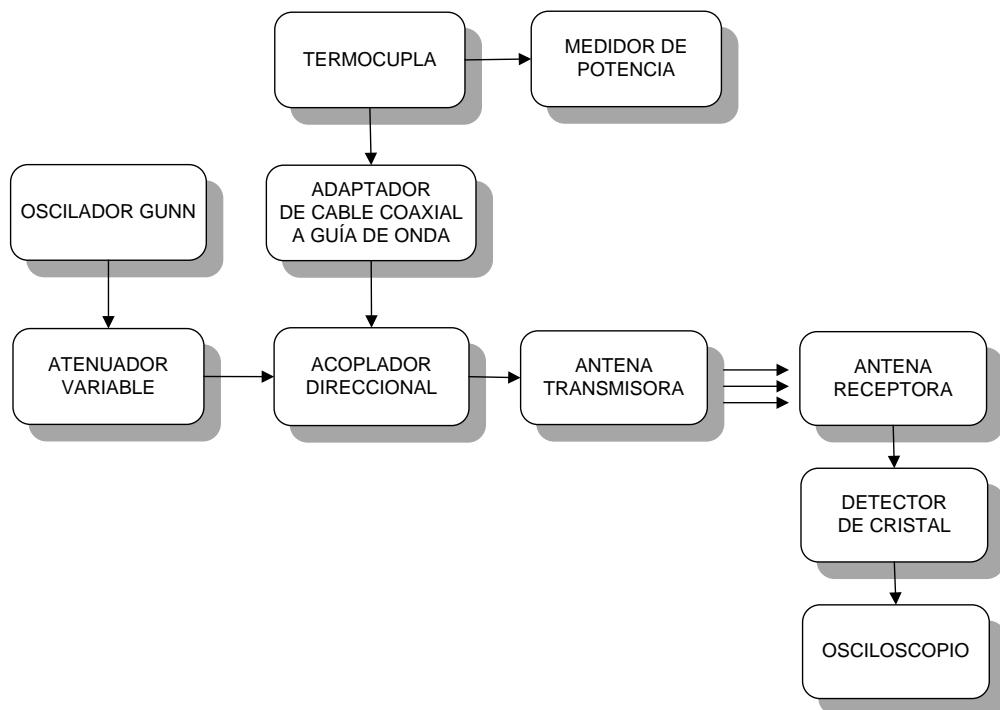 TERMOCUPLA
MEDIDOR DE
POTENCIA
OSCILADOR GUNN
ADAPTADOR
DE CABLE COAXIAL
A GUÍA DE ONDA
ATENUADOR
VARIABLE
ACOPLADOR
DIRECCIONAL
ANTENA
TRANSMISORA
ANTENA
RECEPTORA
DETECTOR
DE CRISTAL
OSCILOSCOPIO